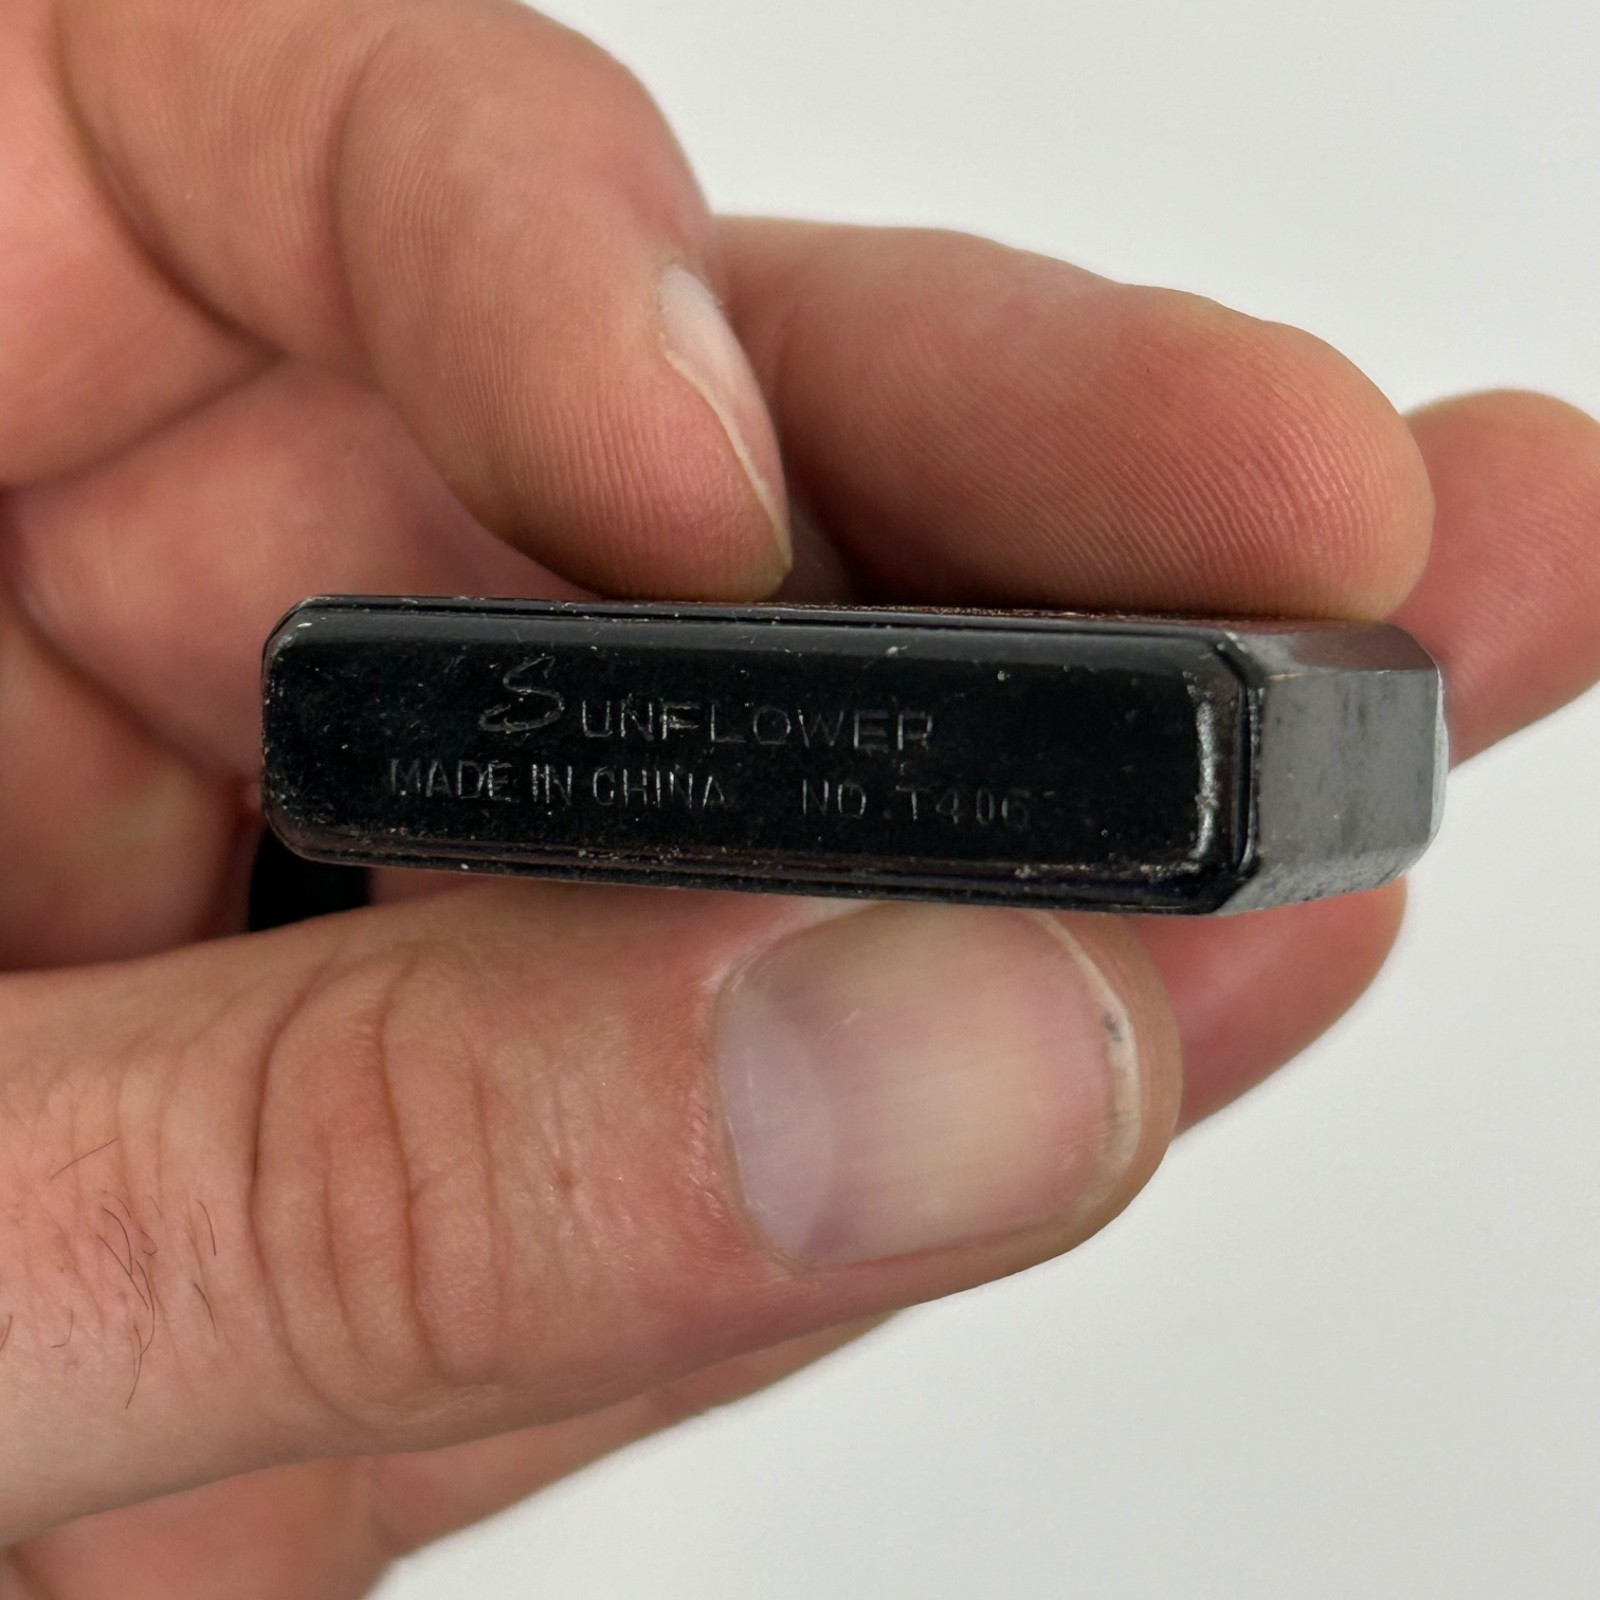 SUNFLOWER
MADE IN CHINA NO. T406